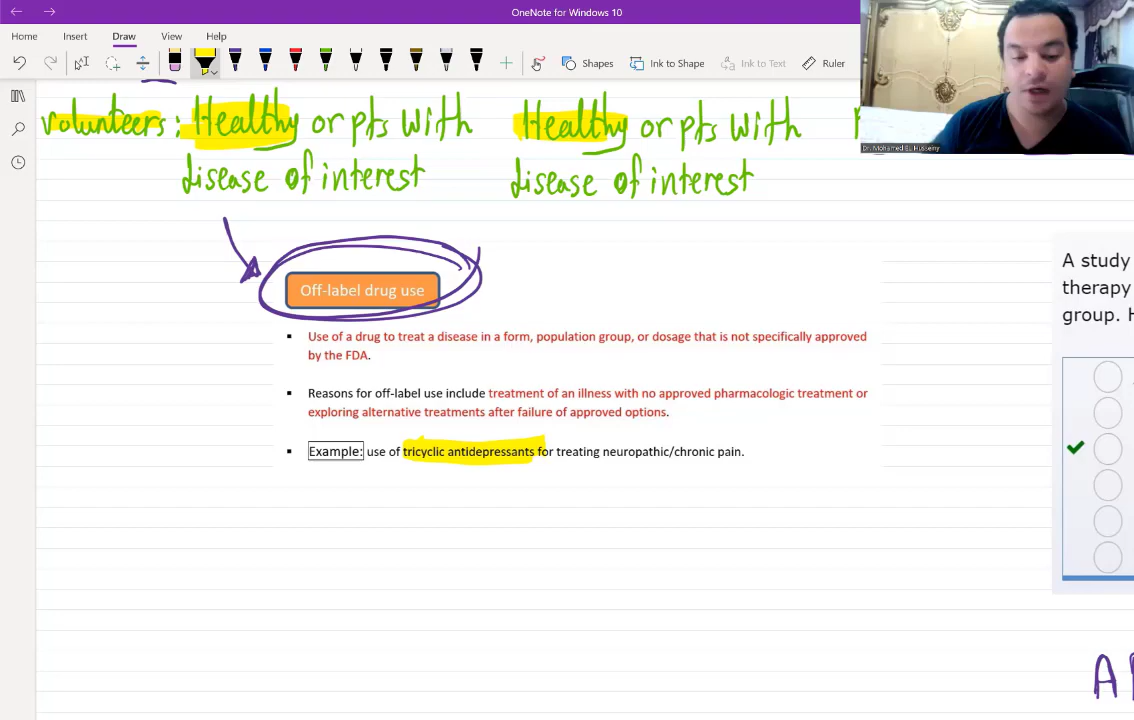 OneNote for Windows 10
Home Insert Draw View Help
Shapes Ink to Shape Ink to Text Ruler
volunteers: Healthy or pts with Healthy or pts with
disease of interest disease of interest
Dr. Mohamed EL Husseiny
Off-label drug use
▪ Use of a drug to treat a disease in a form, population group, or dosage that is not specifically approved
by the FDA.
▪ Reasons for off-label use include treatment of an illness with no approved pharmacologic treatment or
exploring alternative treatments after failure of approved options.
▪ Example: use of tricyclic antidepressants for treating neuropathic/chronic pain.
A study
therapy
group. H
A